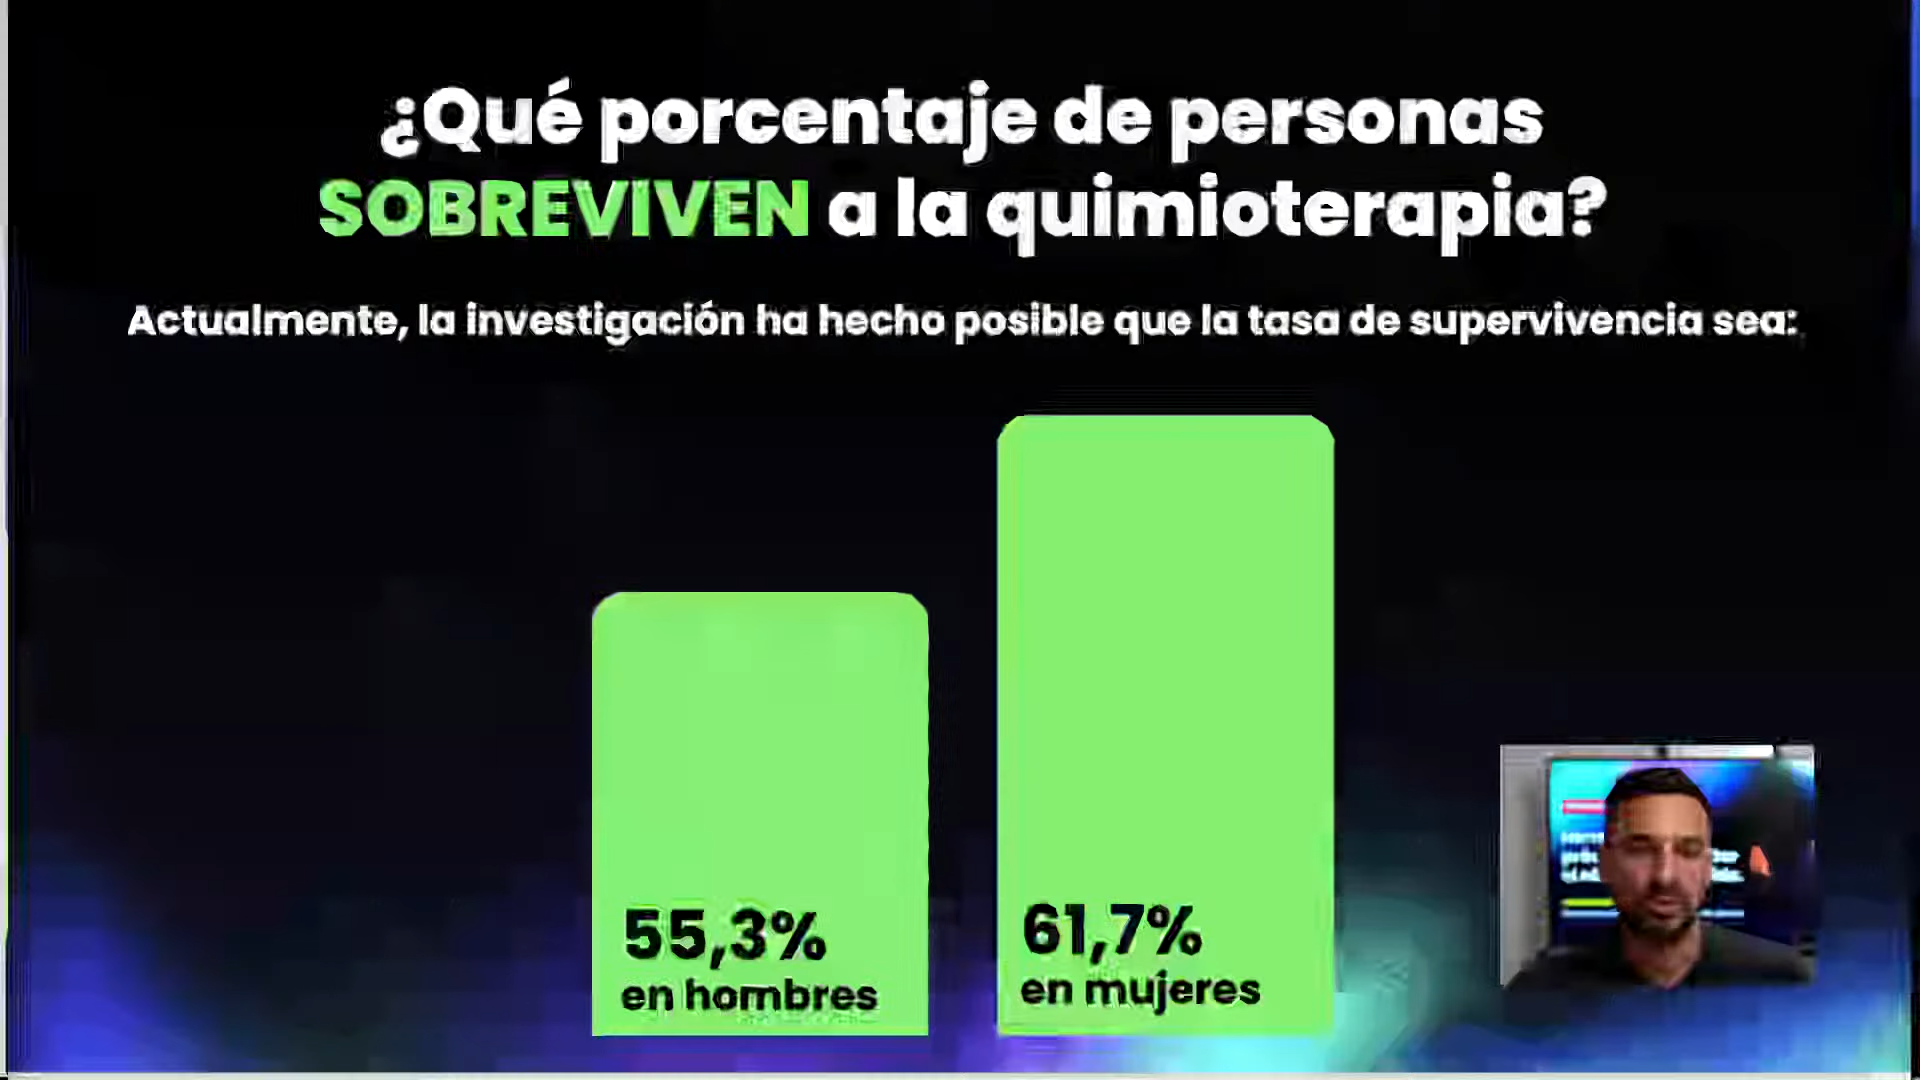 ¿Qué porcentaje de personas
SOBREVIVEN a la quimioterapia?
Actualmente, la investigación ha hecho posible que la tasa de supervivencia sea:
55,3%
en hombres
61,7%
en mujeres